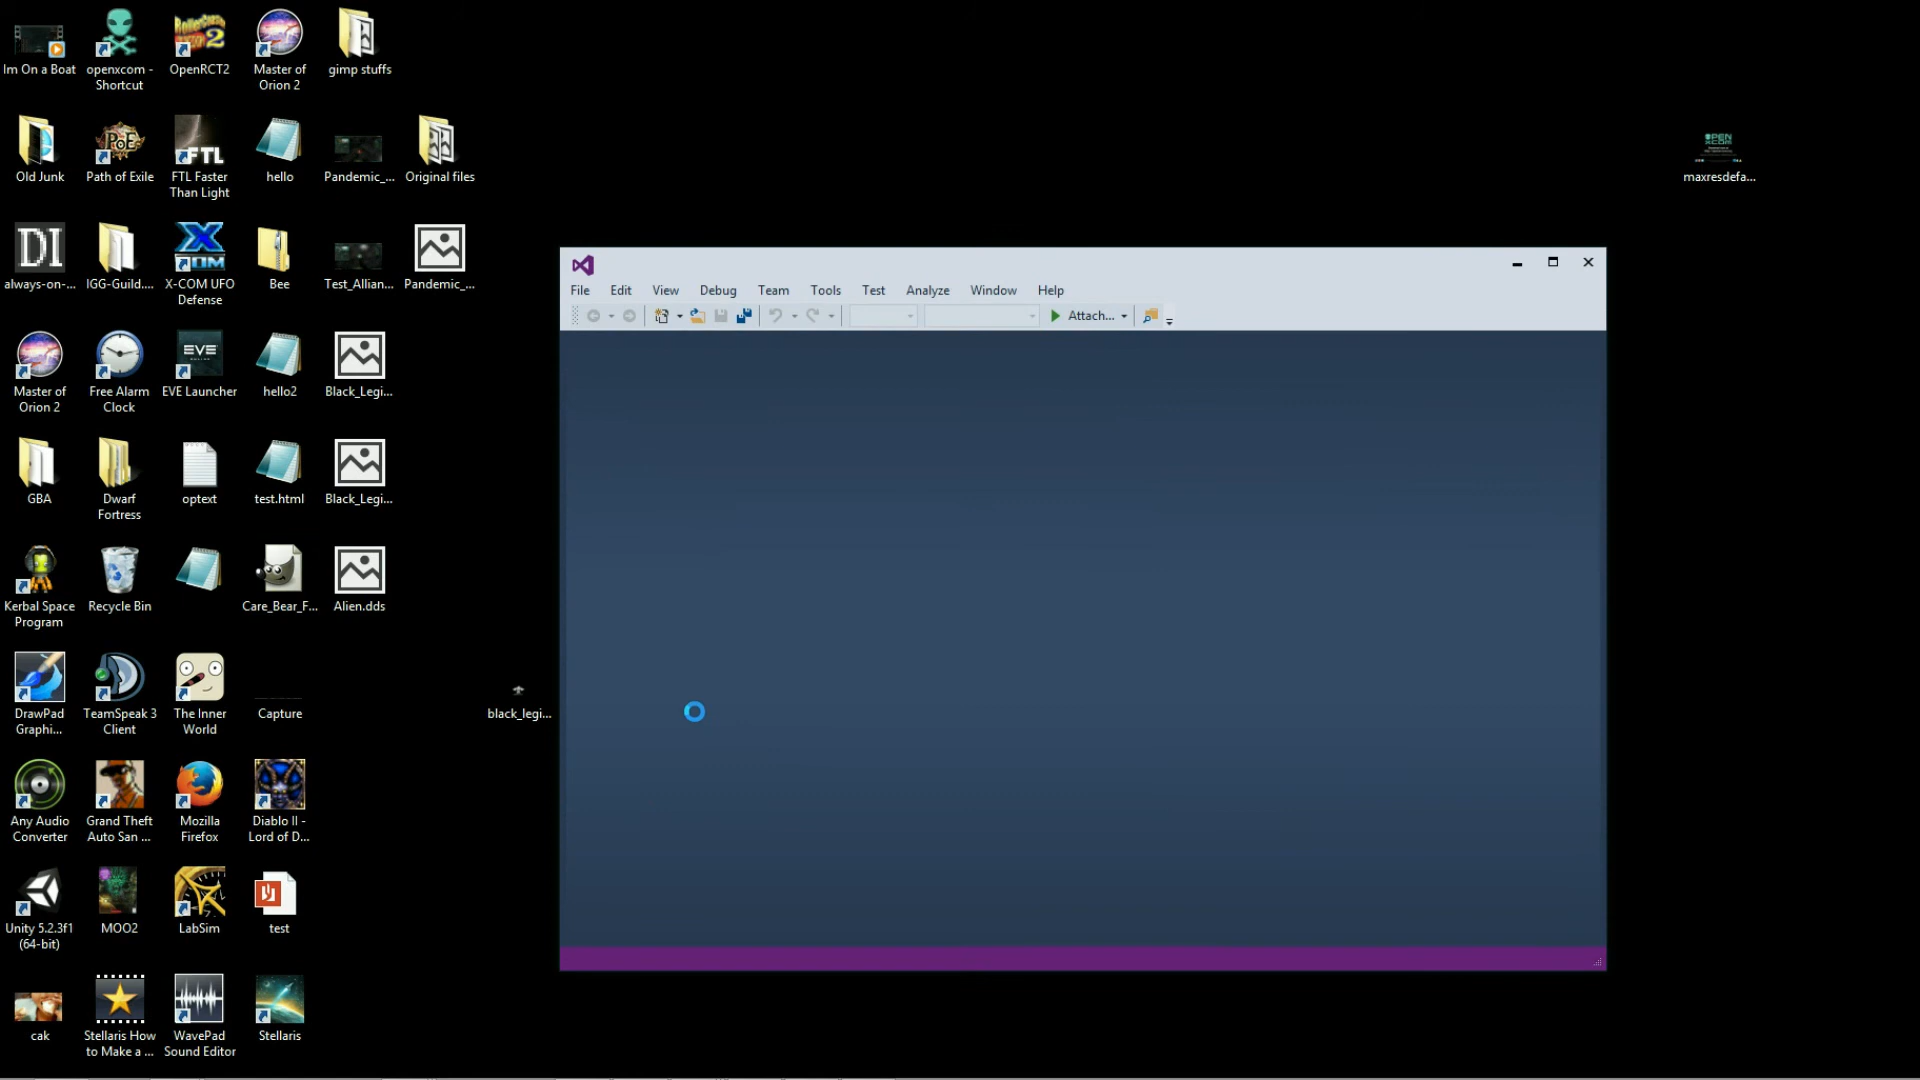 Im On a Boat
openxcom -
Shortcut
OpenRCT2
Master of
Orion 2
gimp stuffs
Old Junk
Path of Exile
FTL Faster
Than Light
hello
Pandemic_...
Original files
maxresdefa...
always-on-...
IGG-Guild....
X-COM UFO
Defense
Bee
Test_Allian...
Pandemic_...
File Edit View Debug Team Tools Test Analyze Window Help
Attach...
Master of
Orion 2
Free Alarm
Clock
EVE Launcher
hello2
Black_Legi...
GBA
Dwarf
Fortress
optext
test.html
Black_Legi...
Kerbal Space
Program
Recycle Bin
Care_Bear_F...
Alien.dds
DrawPad
Graphi...
TeamSpeak 3
Client
The Inner
World
Capture
black_legi...
Any Audio
Converter
Grand Theft
Auto San ...
Mozilla
Firefox
Diablo II -
Lord of D...
Unity 5.2.3f1
(64-bit)
MOO2
LabSim
test
cak
Stellaris How
to Make a ...
WavePad
Sound Editor
Stellaris